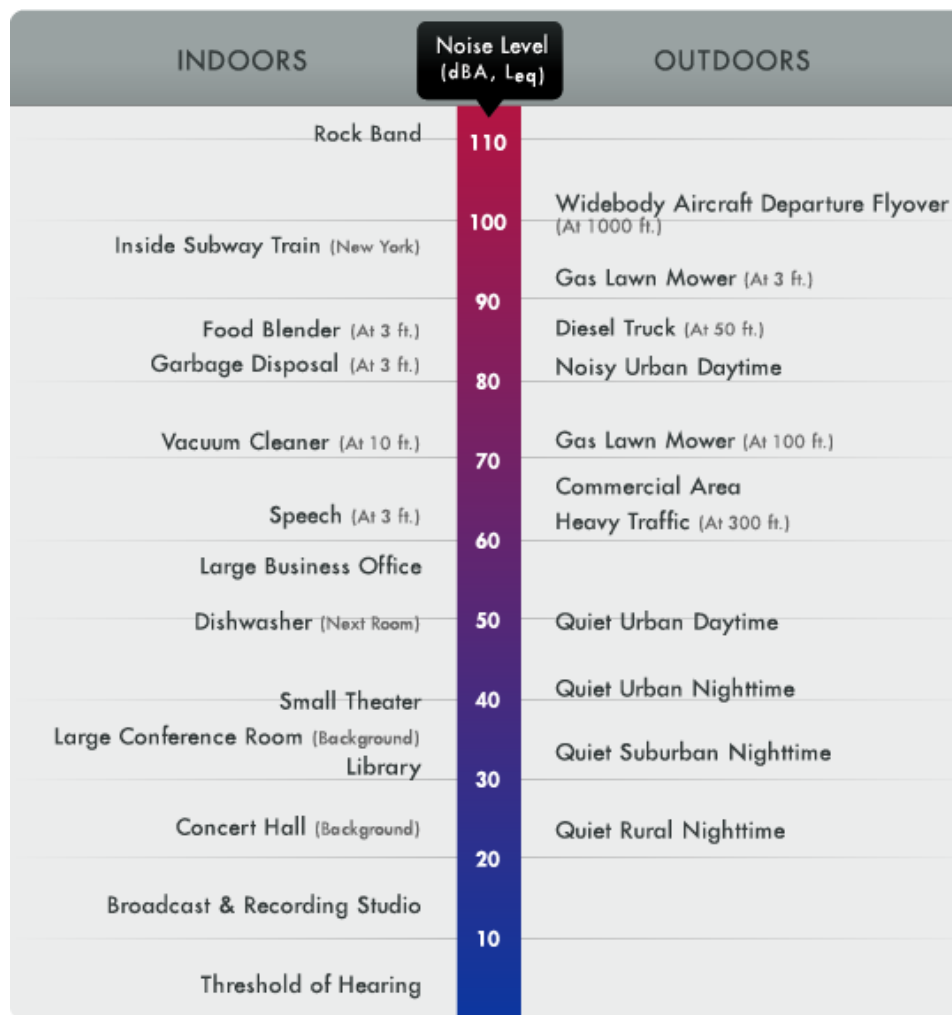 INDOORS
Noise Level
(dBA, Leq)
OUTDOORS
Rock Band
110
Widebody Aircraft Departure Flyover
100
(At 1000 ft.)
Inside Subway Train (New York)
Gas Lawn Mower (At 3 ft.)
90
Food Blender (At 3 ft.)
Diesel Truck (At 50 ft.)
Garbage Disposal (At 3 ft.)
Noisy Urban Daytime
80
Vacuum Cleaner (At 10 ft.)
Gas Lawn Mower (At 100 ft.)
70
Commercial Area
Speech (At 3 ft.)
Heavy Traffic (At 300 ft.)
60
Large Business Office
Dishwasher (Next Room)
50
Quiet Urban Daytime
Small Theater
40
Quiet Urban Nighttime
Large Conference Room (Background)
Quiet Suburban Nighttime
Library
30
Concert Hall (Background)
Quiet Rural Nighttime
20
Broadcast & Recording Studio
10
Threshold of Hearing